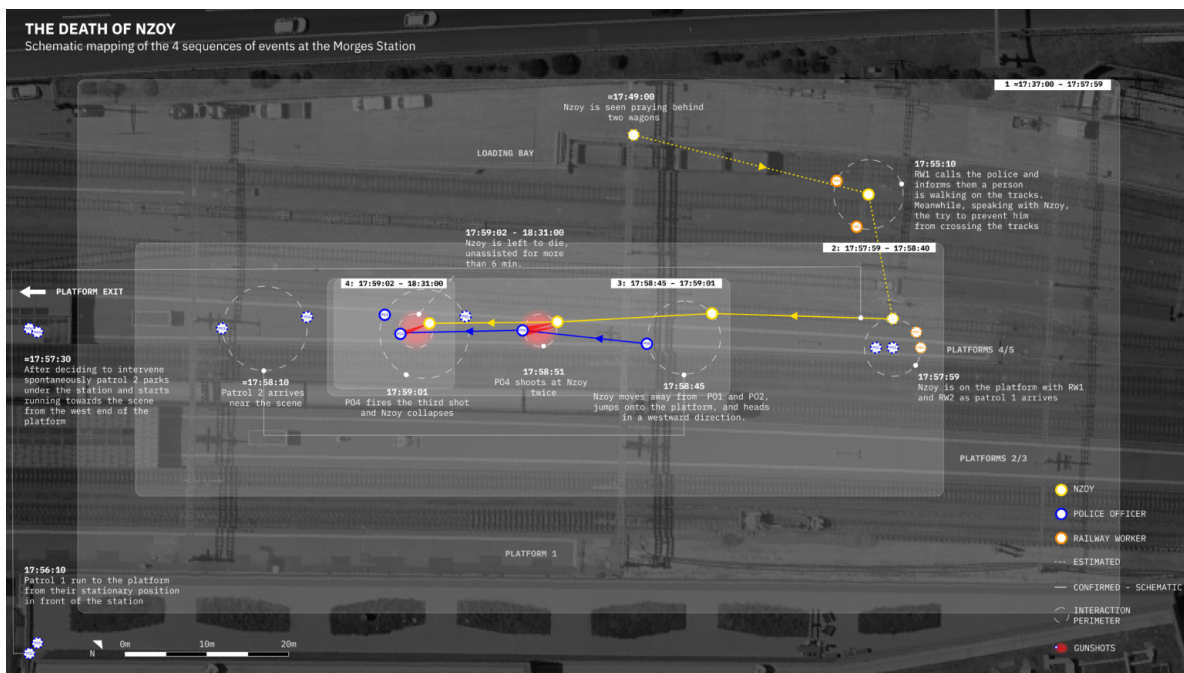 THE DEATH OF NZOY
Schematic mapping of the 4 sequences of events at the Morges Station
1 ≈17:37:00 – 17:57:59
≈17:49:00
Nzoy is seen praying behind
two wagons
LOADING BAY
17:55:10
RW1 calls the police and
informs them a person
is walking on the tracks.
Meanwhile, speaking with Nzoy,
the try to prevent him
from crossing the tracks
17:59:02 - 18:31:00
Nzoy is left to die,
unassisted for more
than 6 min.
2: 17:57:59 – 17:58:40
4: 17:59:02 – 18:31:00
3: 17:58:45 – 17:59:01
PLATFORM EXIT
≈17:57:30
After deciding to intervene
spontaneously patrol 2 parks
under the station and starts
running towards the scene
from the west end of the
platform
≈17:58:10
Patrol 2 arrives
near the scene
17:59:01
PO4 fires the third shot
and Nzoy collapses
17:58:51
PO4 shoots at Nzoy
twice
17:58:45
Nzoy moves away from PO1 and PO2,
jumps onto the platform, and heads
in a westward direction.
PLATFORMS 4/5
17:57:59
Nzoy is on the platform with RW1
and RW2 as patrol 1 arrives
PLATFORMS 2/3
PLATFORM 1
17:56:10
Patrol 1 run to the platform
from their stationary position
in front of the station
N
0m
10m
20m
NZOY
POLICE OFFICER
RAILWAY WORKER
ESTIMATED
CONFIRMED - SCHEMATIC
INTERACTION
PERIMETER
GUNSHOTS